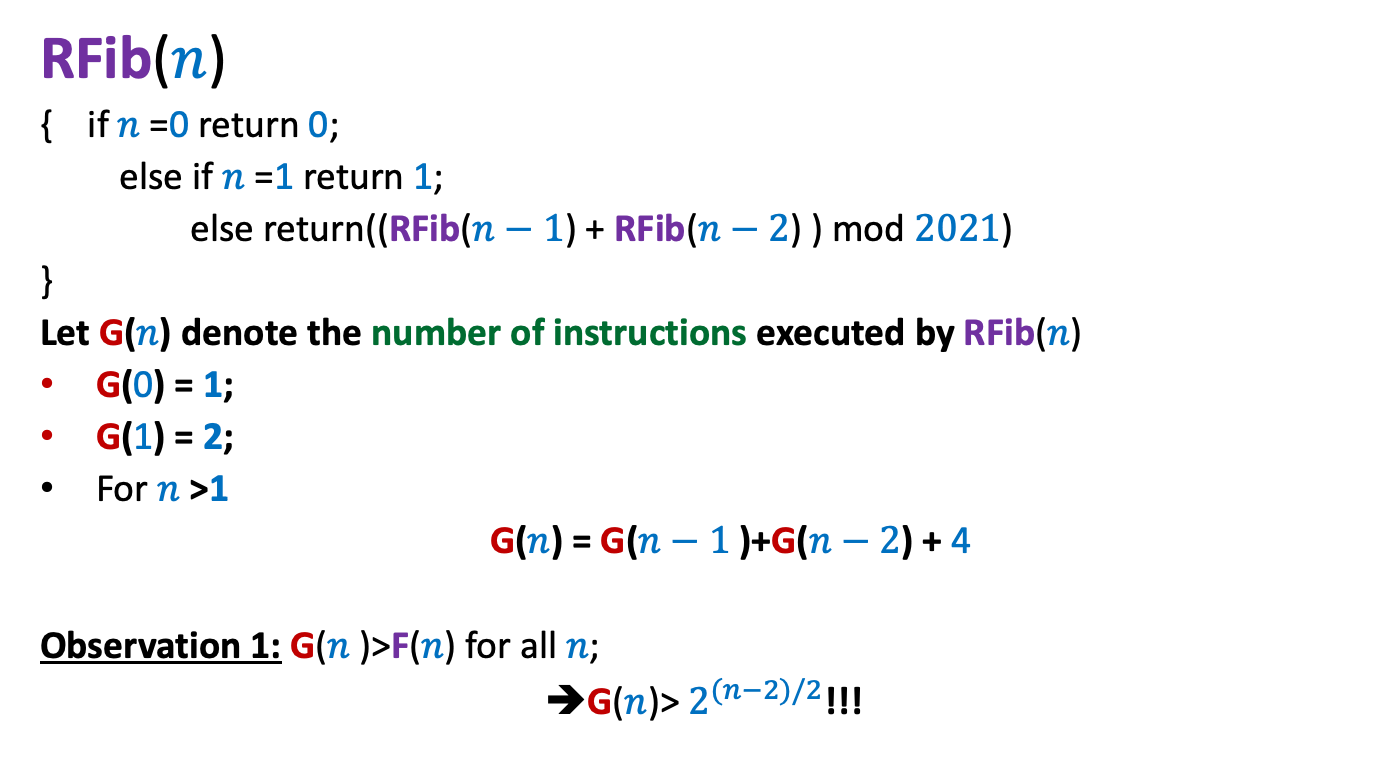 RFib(n)
{ if n =0 return 0;
else if n =1 return 1;
else return((RFib(n − 1) + RFib(n − 2) ) mod 2021)
}
Let G(n) denote the number of instructions executed by RFib(n)
• G(0) = 1;
• G(1) = 2;
• For n >1
G(n) = G(n − 1 )+G(n − 2) + 4
Observation 1: G(n )>F(n) for all n;
➔G(n)> 2^(n−2)/2!!!